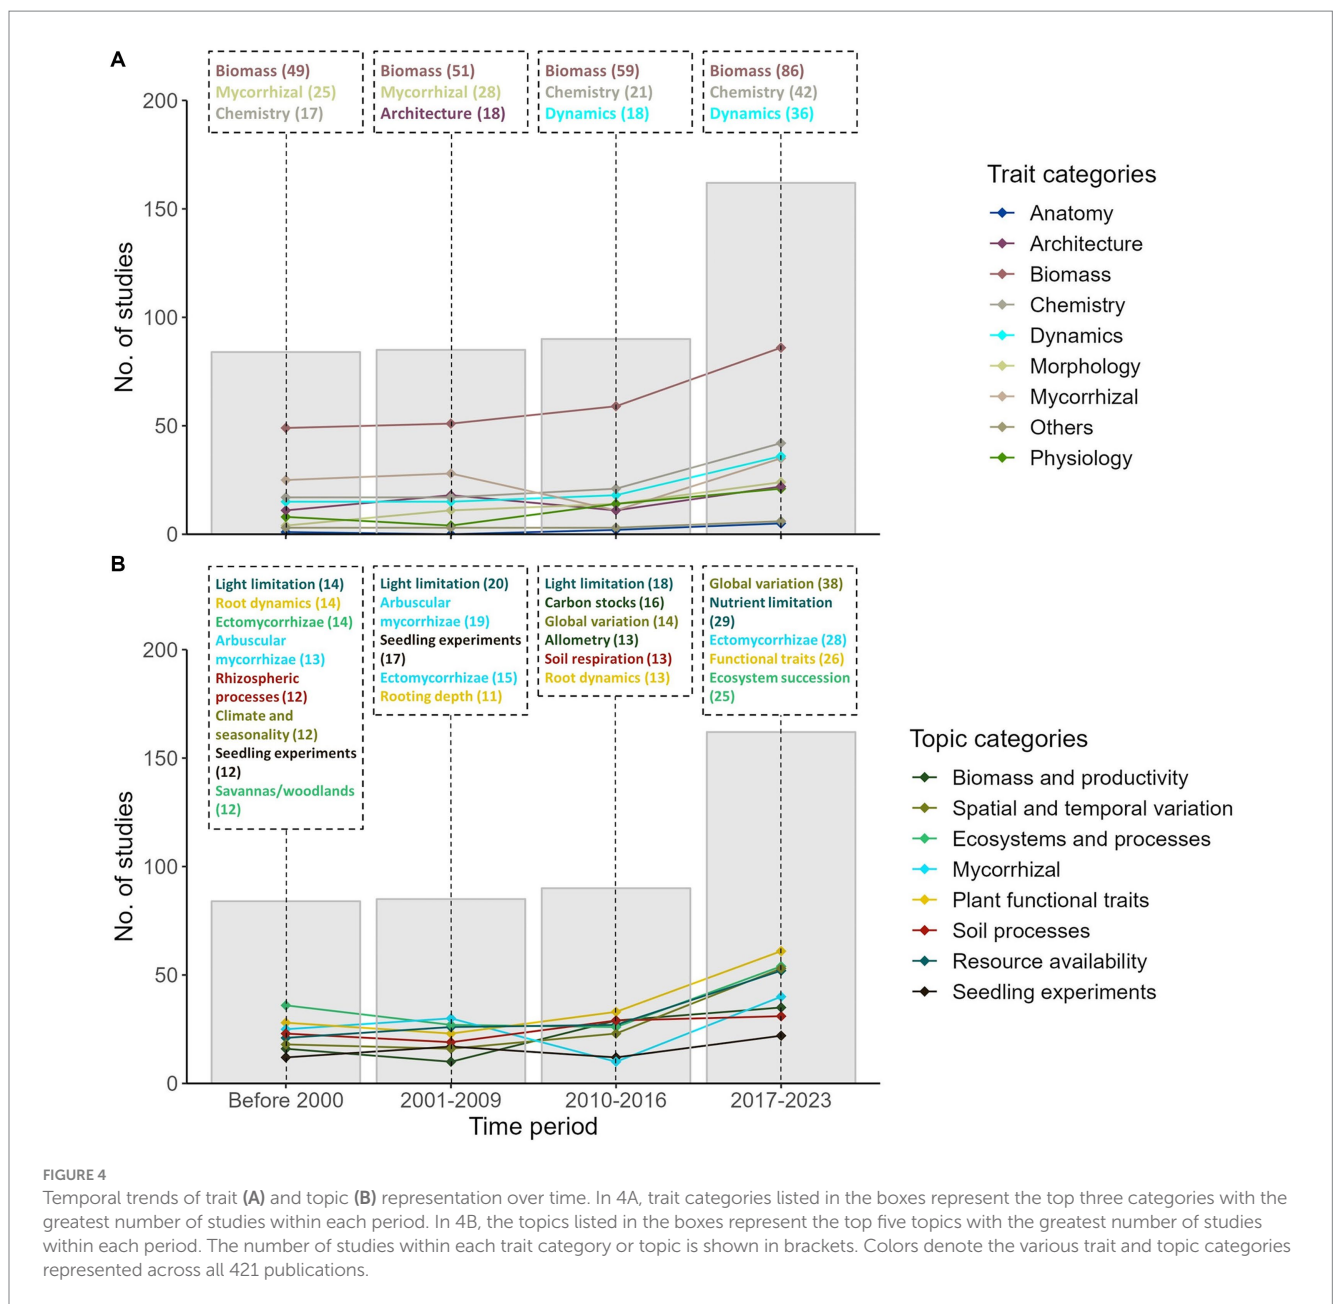 A
Biomass (49)
Mycorrhizal (25)
Chemistry (17)
Biomass (51)
Mycorrhizal (28)
Architecture (18)
Biomass (59)
Chemistry (21)
Dynamics (18)
Biomass (86)
Chemistry (42)
Dynamics (36)
No. of studies
200
150
100
50
0
Trait categories
Anatomy
Architecture
Biomass
Chemistry
Dynamics
Morphology
Mycorrhizal
Others
Physiology
B
Light limitation (14)
Root dynamics (14)
Ectomycorrhizae (14)
Arbuscular
mycorrhizae (13)
Rhizospheric
processes (12)
Climate and
seasonality (12)
Seedling experiments
(12)
Savannas/woodlands
(12)
Light limitation (20)
Arbuscular
mycorrhizae (19)
Seedling experiments
(17)
Ectomycorrhizae (15)
Rooting depth (11)
Light limitation (18)
Carbon stocks (16)
Global variation (14)
Allometry (13)
Soil respiration (13)
Root dynamics (13)
Global variation (38)
Nutrient limitation
(29)
Ectomycorrhizae (28)
Functional traits (26)
Ecosystem succession
(25)
No. of studies
200
150
100
50
0
Before 2000
2001-2009
2010-2016
2017-2023
Time period
Topic categories
Biomass and productivity
Spatial and temporal variation
Ecosystems and processes
Mycorrhizal
Plant functional traits
Soil processes
Resource availability
Seedling experiments
FIGURE 4
Temporal trends of trait (A) and topic (B) representation over time. In 4A, trait categories listed in the boxes represent the top three categories with the
greatest number of studies within each period. In 4B, the topics listed in the boxes represent the top five topics with the greatest number of studies
within each period. The number of studies within each trait category or topic is shown in brackets. Colors denote the various trait and topic categories
represented across all 421 publications.